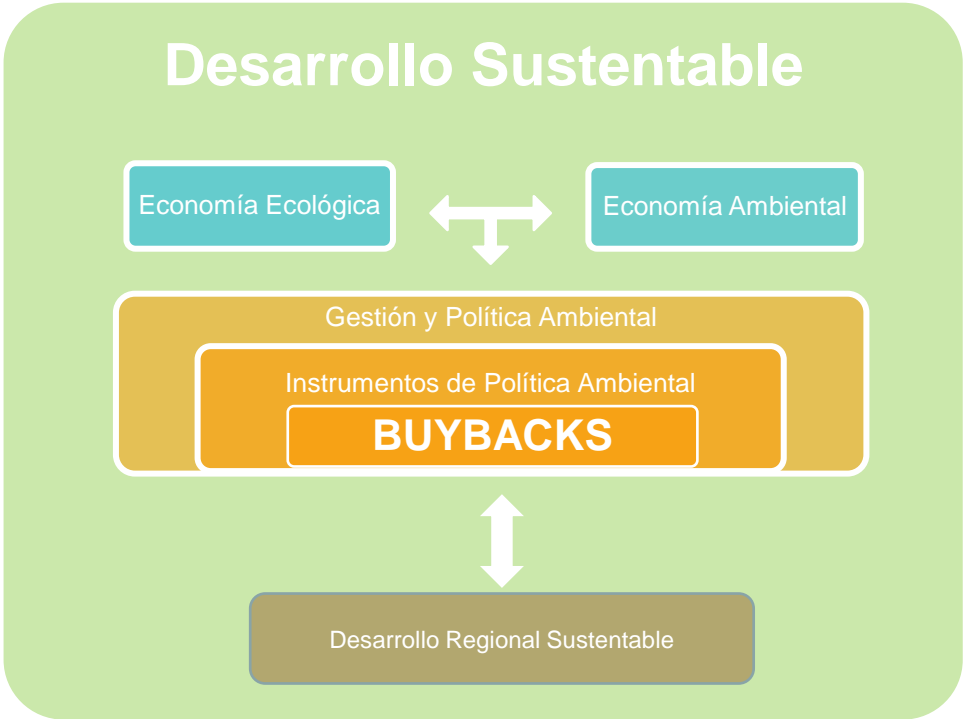 Desarrollo Sustentable
Economía Ecológica
Economía Ambiental
Gestión y Política Ambiental
Instrumentos de Política Ambiental
BUYBACKS
Desarrollo Regional Sustentable